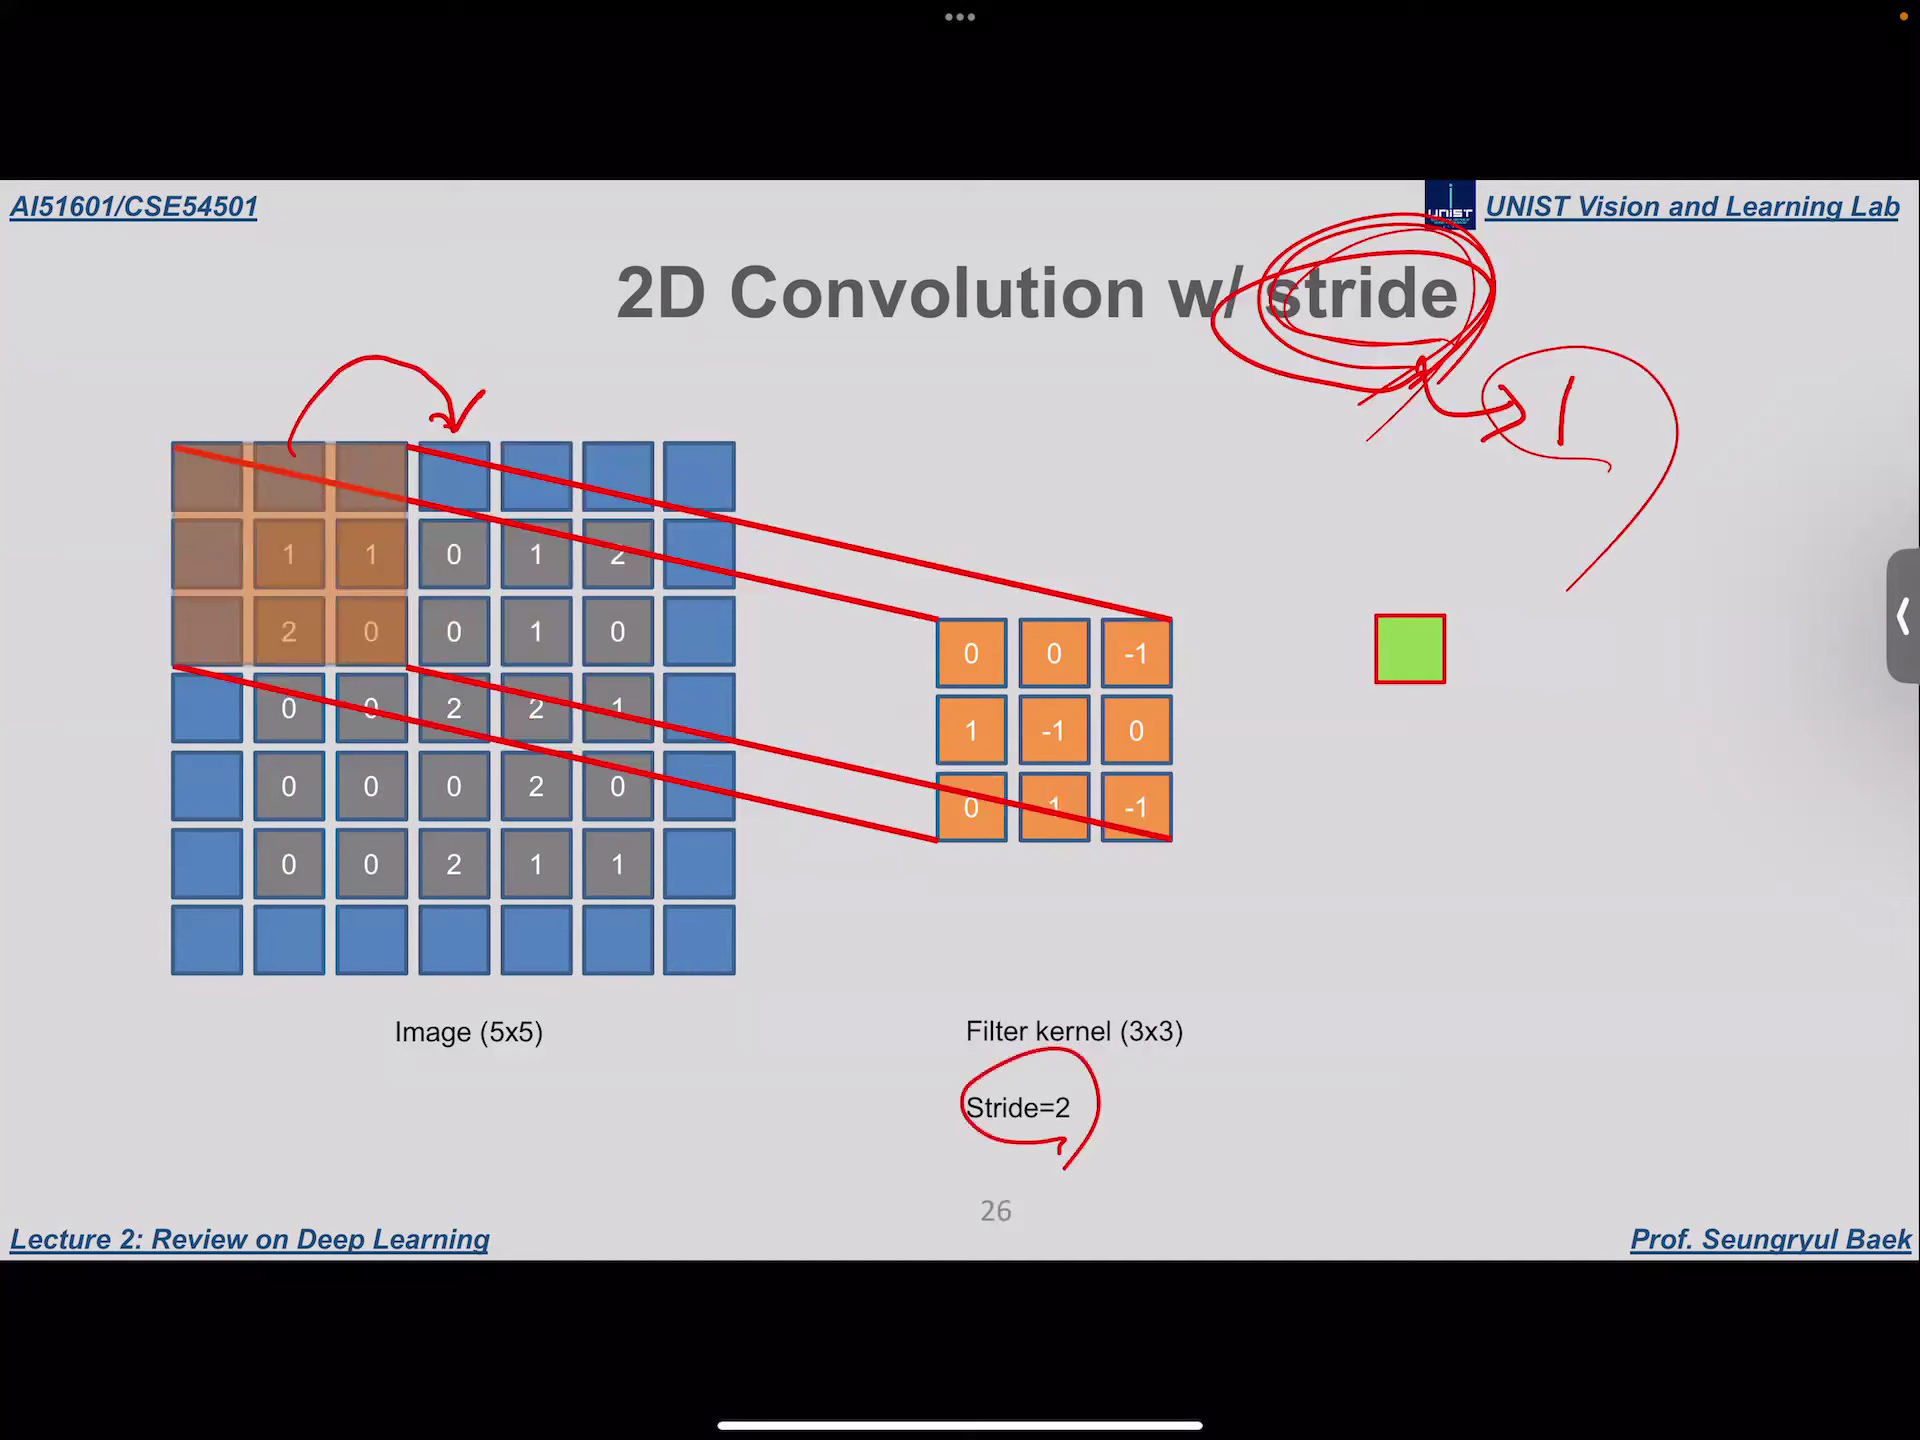 AI51601/CSE54501
UNIST
UNIST Vision and Learning Lab
2D Convolution w/ stride
1
1 1 0 1 2
2 0 0 1 0
0 0 2 2 1
0 0 0 2 0
0 0 2 1 1
0 0 -1
1 -1 0
0 1 -1
Image (5x5)
Filter kernel (3x3)
Stride=2
26
Lecture 2: Review on Deep Learning
Prof. Seungryul Baek